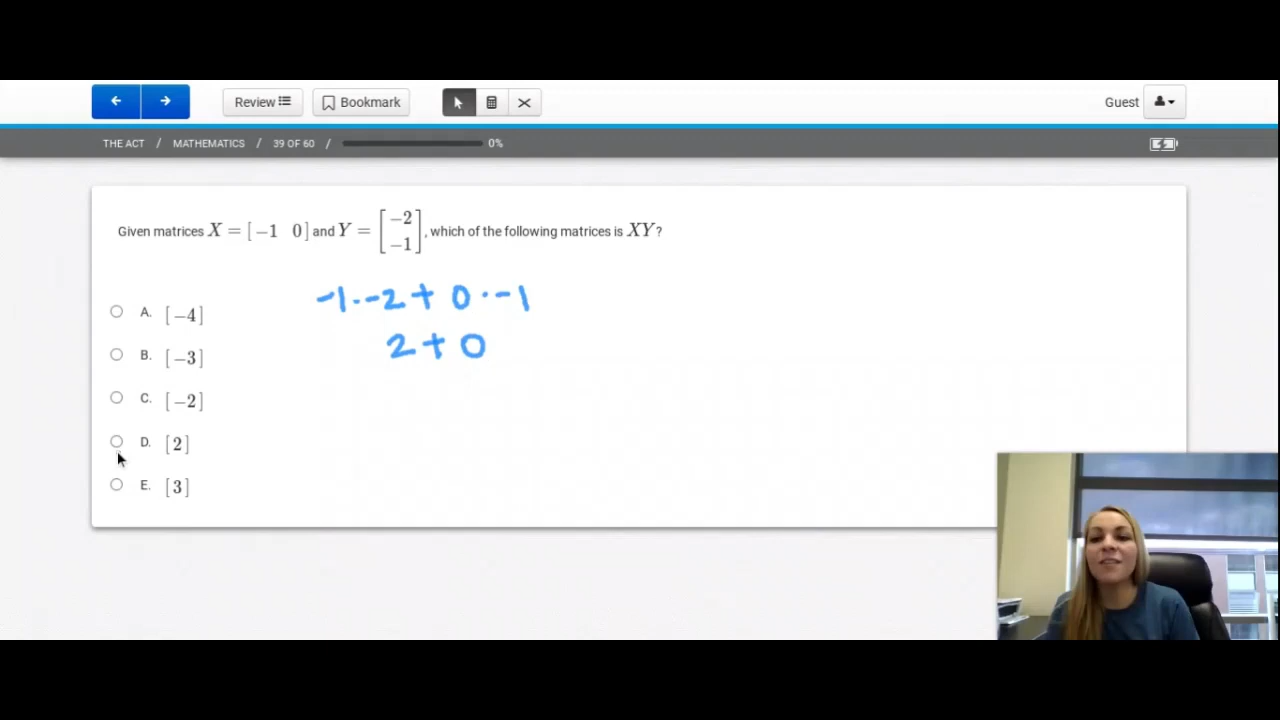 Review Bookmark Guest
THE ACT / MATHEMATICS / 39 OF 60 / 0%
Given matrices X = [ −1 0 ] and Y = [ −2 −1 ], which of the following matrices is XY?
-1·-2 + 0·-1
A. [ −4 ]
2 + 0
B. [ −3 ]
C. [ −2 ]
D. [ 2 ]
E. [ 3 ]